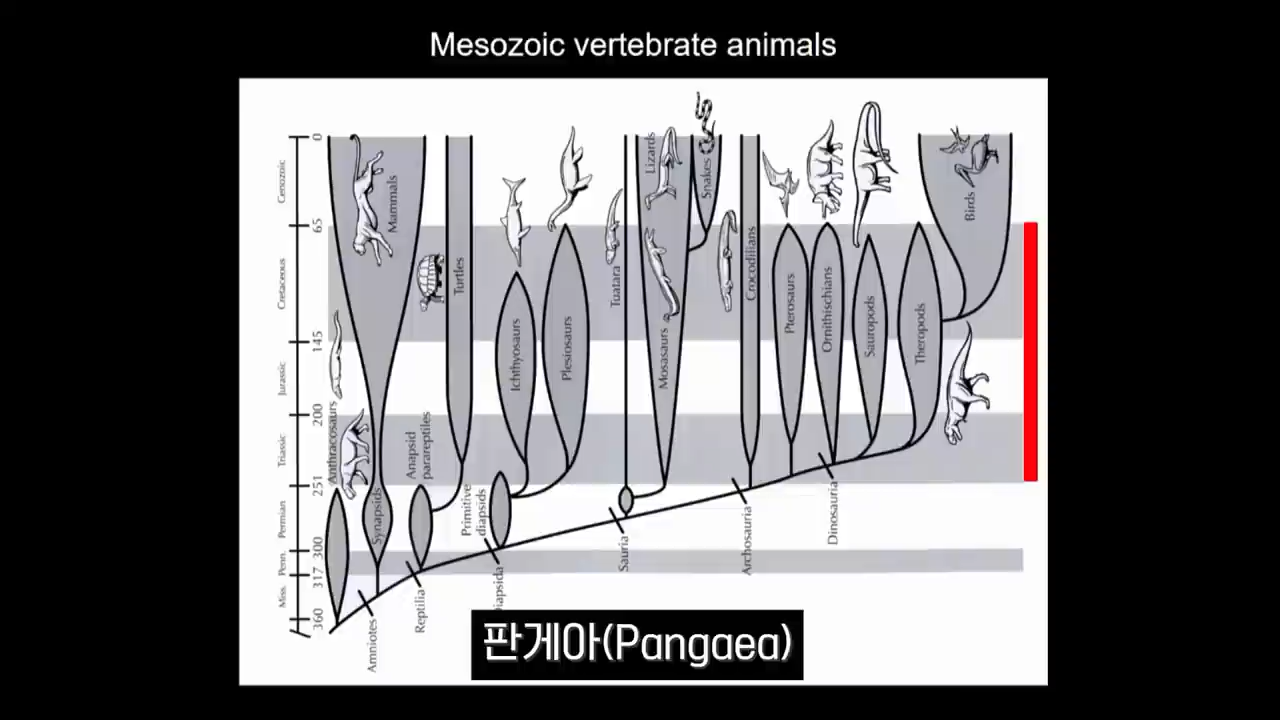 Mesozoic vertebrate animals
0
65
145
200
251
300
317
360
Cenozoic
Cretaceous
Jurassic
Triassic
Permian
Penn.
Miss.
Mammals
Turtles
Ichthyosaurs
Plesiosaurs
Tuatara
Lizards
Snakes
Mosasaurs
Crocodilians
Pterosaurs
Ornithischians
Sauropods
Theropods
Birds
Anthracosaurs
Synapsids
Anapsid
parareptiles
Primitive
diapsids
Amniotes
Reptilia
iapsida
Sauria
Archosauria
Dinosauria
판게아(Pangaea)